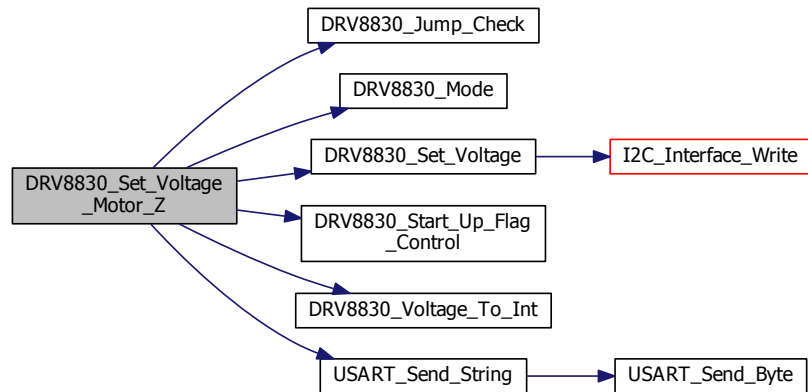 DRV8830_Jump_Check
DRV8830_Mode
DRV8830_Set_Voltage
I2C_Interface_Write
DRV8830_Set_Voltage
_Motor_Z
DRV8830_Start_Up_Flag
_Control
DRV8830_Voltage_To_Int
USART_Send_String
USART_Send_Byte